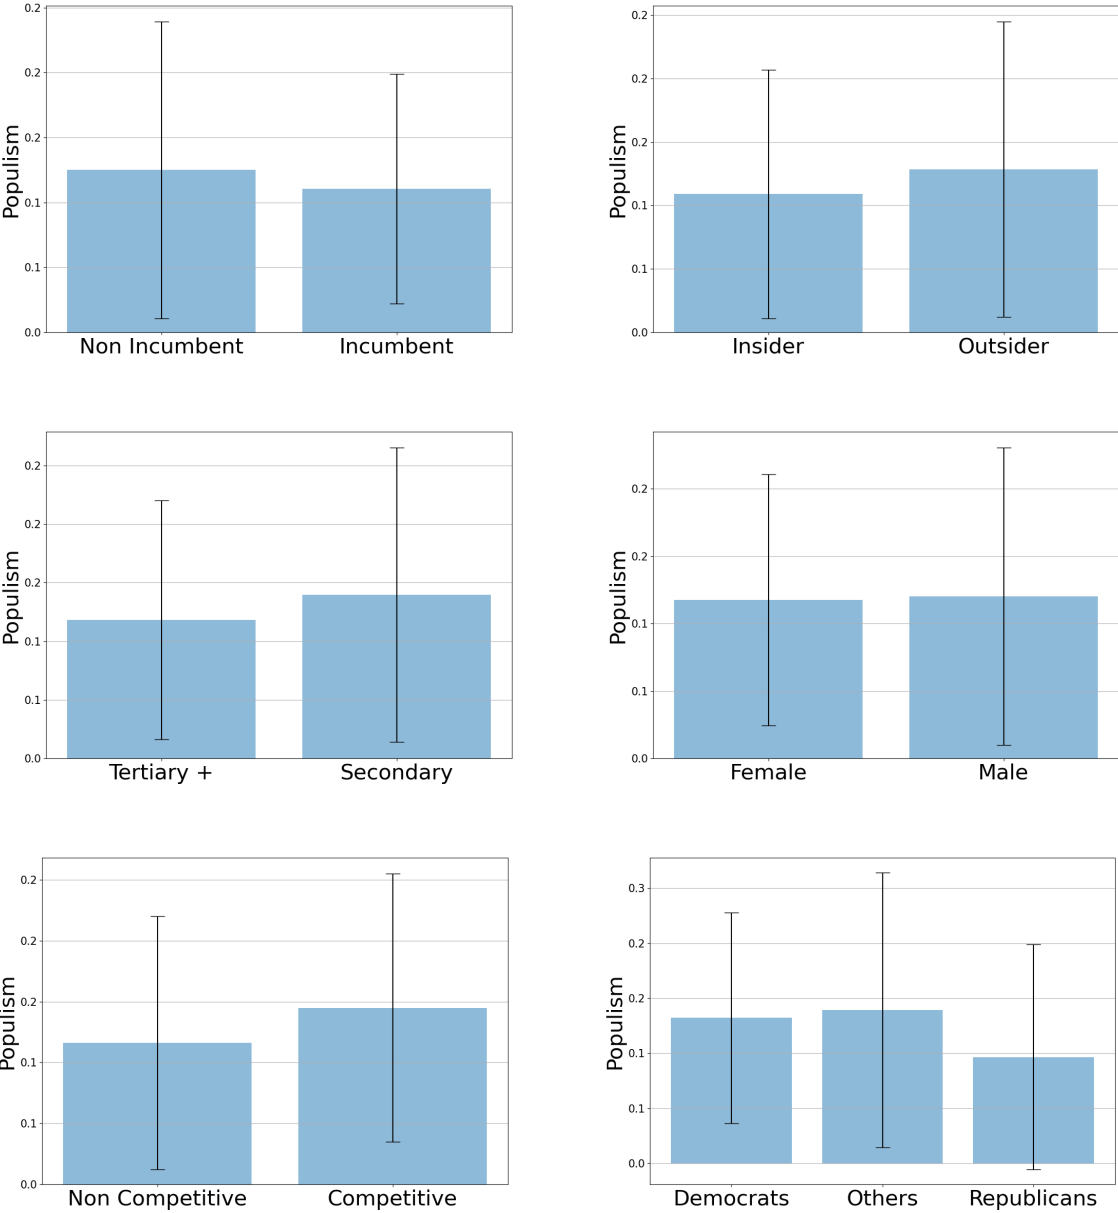 Populism
0.2
0.2
0.2
0.1
0.1
0.0
Non Incumbent Incumbent
Populism
0.2
0.2
0.2
0.1
0.1
0.0
Insider Outsider
Populism
0.2
0.2
0.2
0.1
0.1
0.0
Tertiary + Secondary
Populism
0.2
0.2
0.1
0.1
0.0
Female Male
Populism
0.2
0.2
0.2
0.1
0.1
0.0
Non Competitive Competitive
Populism
0.3
0.2
0.2
0.1
0.1
0.0
Democrats Others Republicans